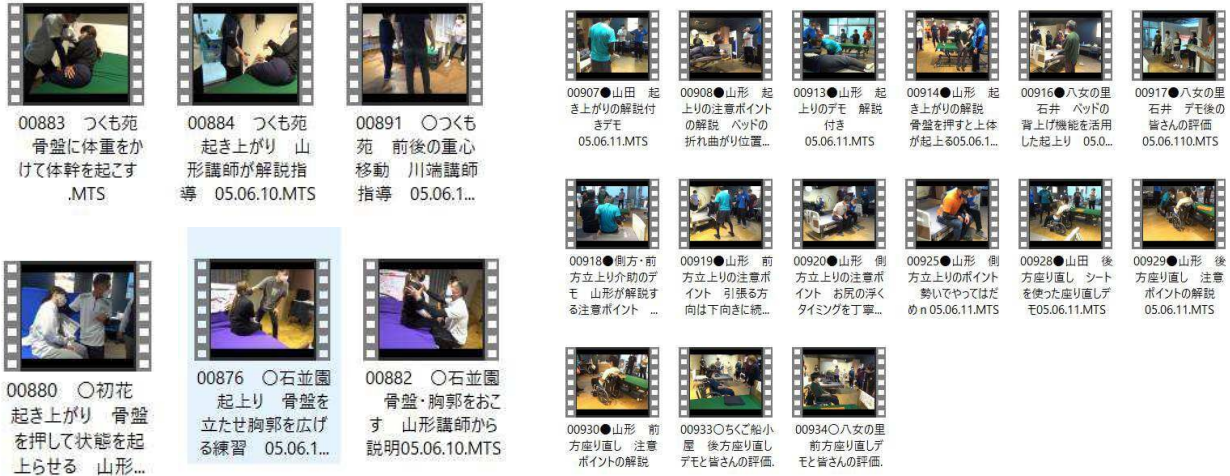 00883　つくも苑
骨盤に体重をか
けて体幹を起こす
.MTS
00884　つくも苑
起き上がり　山
形講師が解説指
導　05.06.10.MTS
00891　〇つくも
苑　前後の重心
移動　川端講師
指導　05.06.1...
00880　〇初花
起き上がり　骨盤
を押して状態を起
上らせる　山形...
00876　〇石並園
起上り　骨盤を
立たせ胸郭を広げ
る練習　05.06.1...
00882　〇石並園
骨盤・胸郭をおこ
す　山形講師から
説明05.06.10.MTS
00907●山田　起
き上がりの解説付
きデモ
05.06.11.MTS
00908●山形　起
上りの注意ポイント
の解説　ベッドの
折れ曲がり位置...
00913●山形　起
上りのデモ　解説
付き
05.06.11.MTS
00914●山形　起
き上がりの解説
骨盤を押すと上体
が起上る05.06.1...
00916●八女の里
石井　ベッドの
背上げ機能を活用
した起上り　05.0...
00917●八女の里
石井　デモ後の
皆さんの評価
05.06.110.MTS
00918●側方・前
方立上り介助のデ
モ　山形が解説す
る注意ポイント　...
00919●山形　前
方立上りの注意ポ
イント　引張る方
向は下向きに続...
00920●山形　側
方立上りの注意ポ
イント　お尻の浮く
タイミングを丁寧...
00925●山形　側
方立上りのポイント
勢いでやってはだ
めn 05.06.11.MTS
00928●山田　後
方座り直し　シート
を使った座り直しデ
モ05.06.11.MTS
00929●山形　後
方座り直し　注意
ポイントの解説
05.06.11.MTS
00930●山形　前
方座り直し　注意
ポイントの解説
00933〇ちくご船小
屋　後方座り直し
デモと皆さんの評価.
00934〇八女の里
前方座り直しデ
モと皆さんの評価.